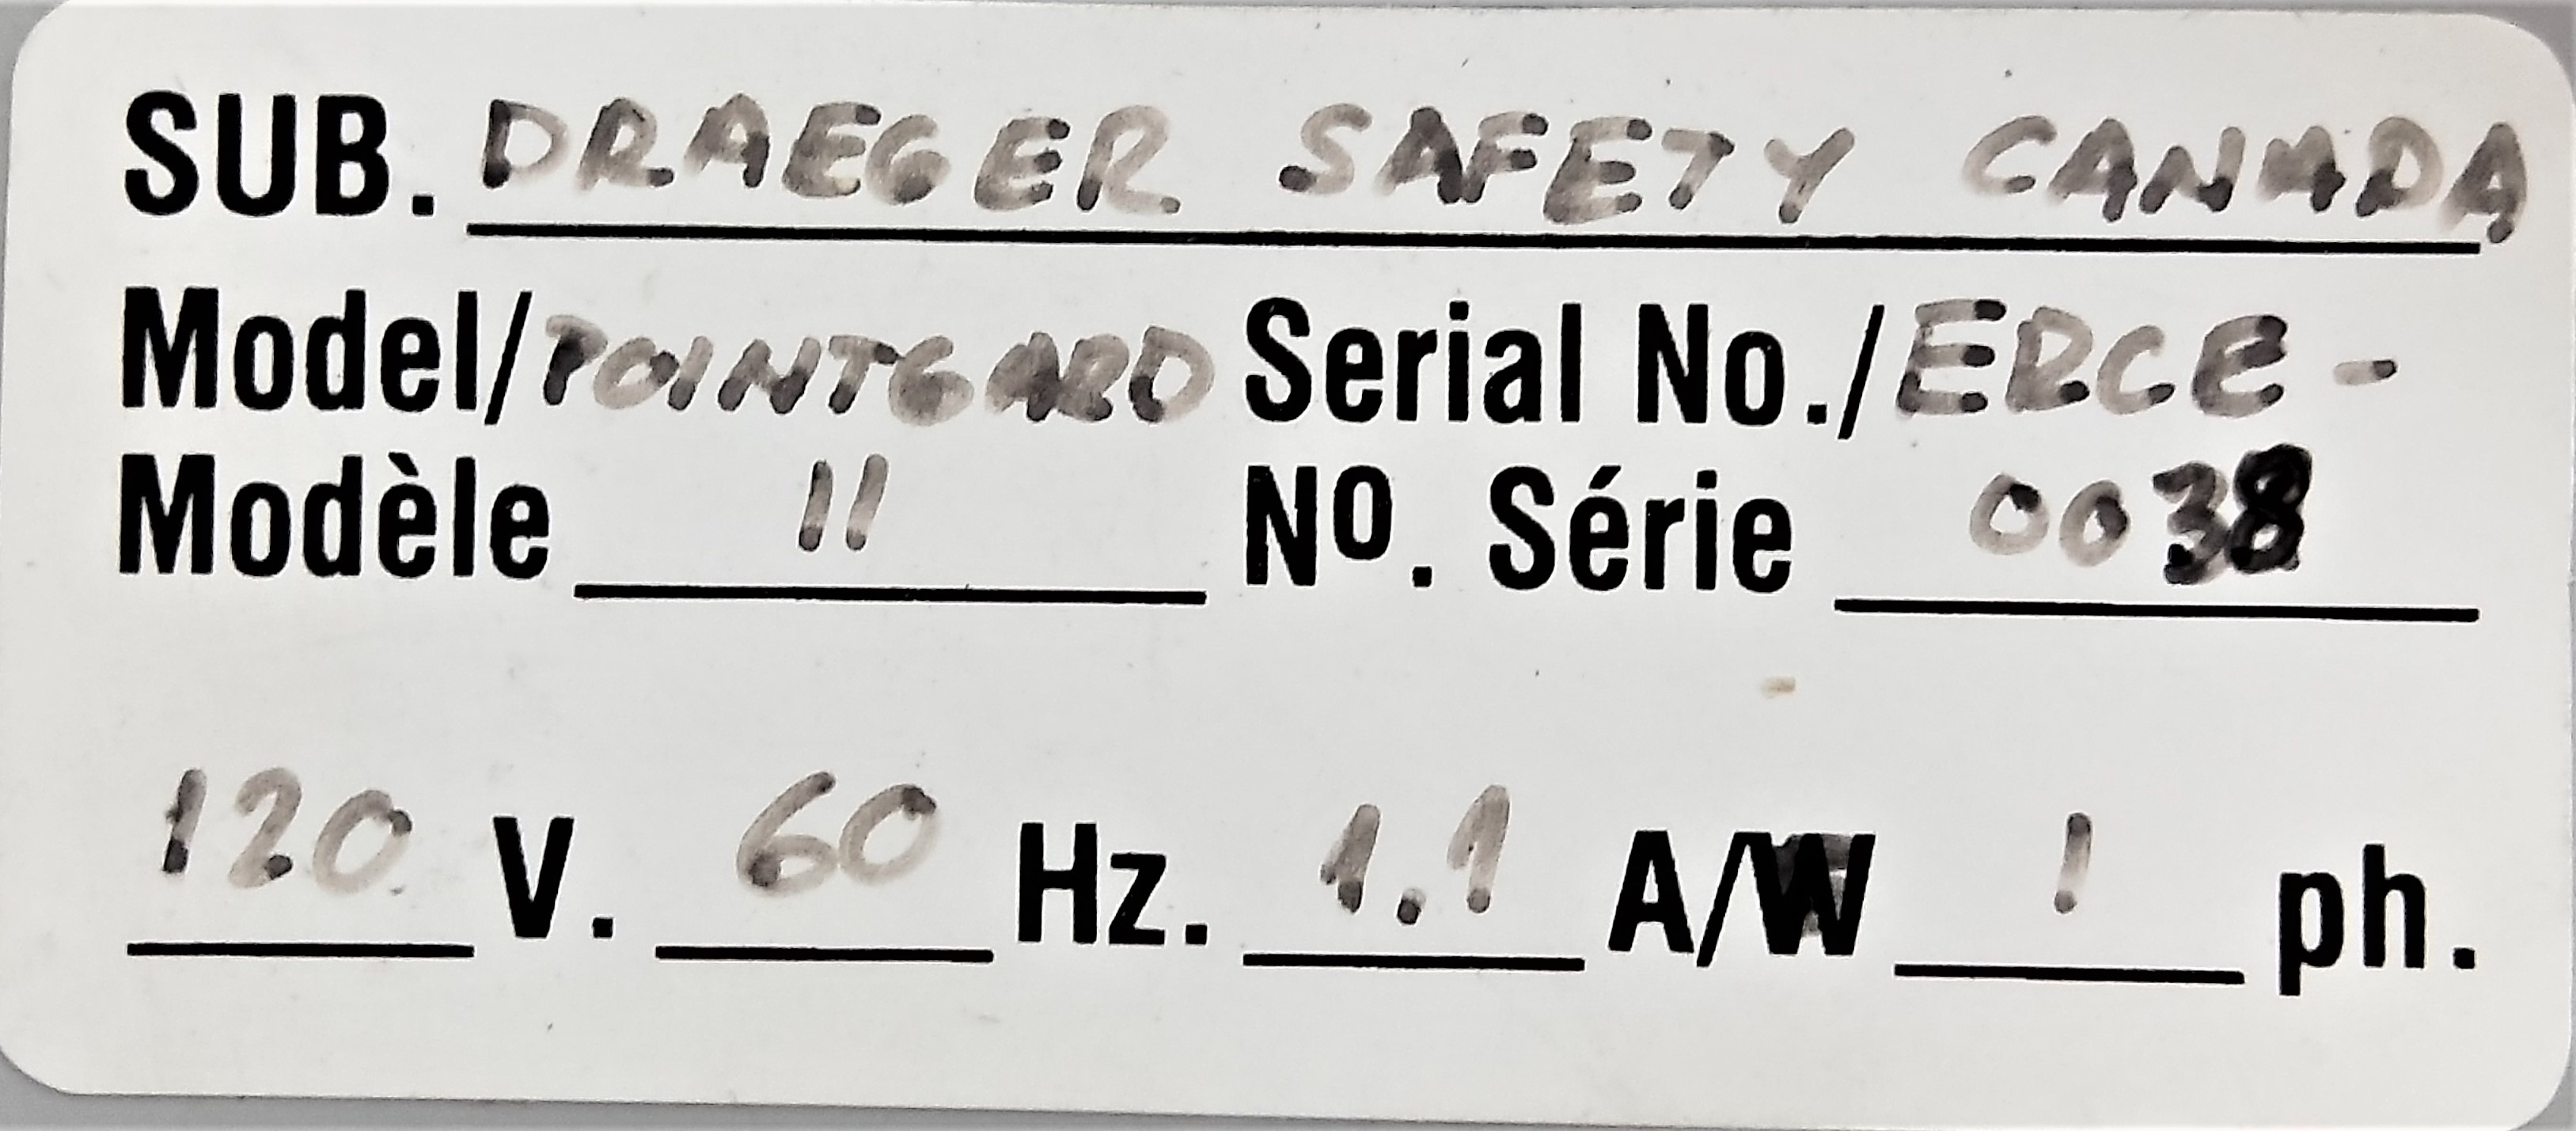 SUB. DRAEGER SAFETY CANADA
Model/POINTGARD Serial No./ERCE-
Modèle II No. Série 0038
120 V. 60 Hz. 1.1 A/W 1 ph.